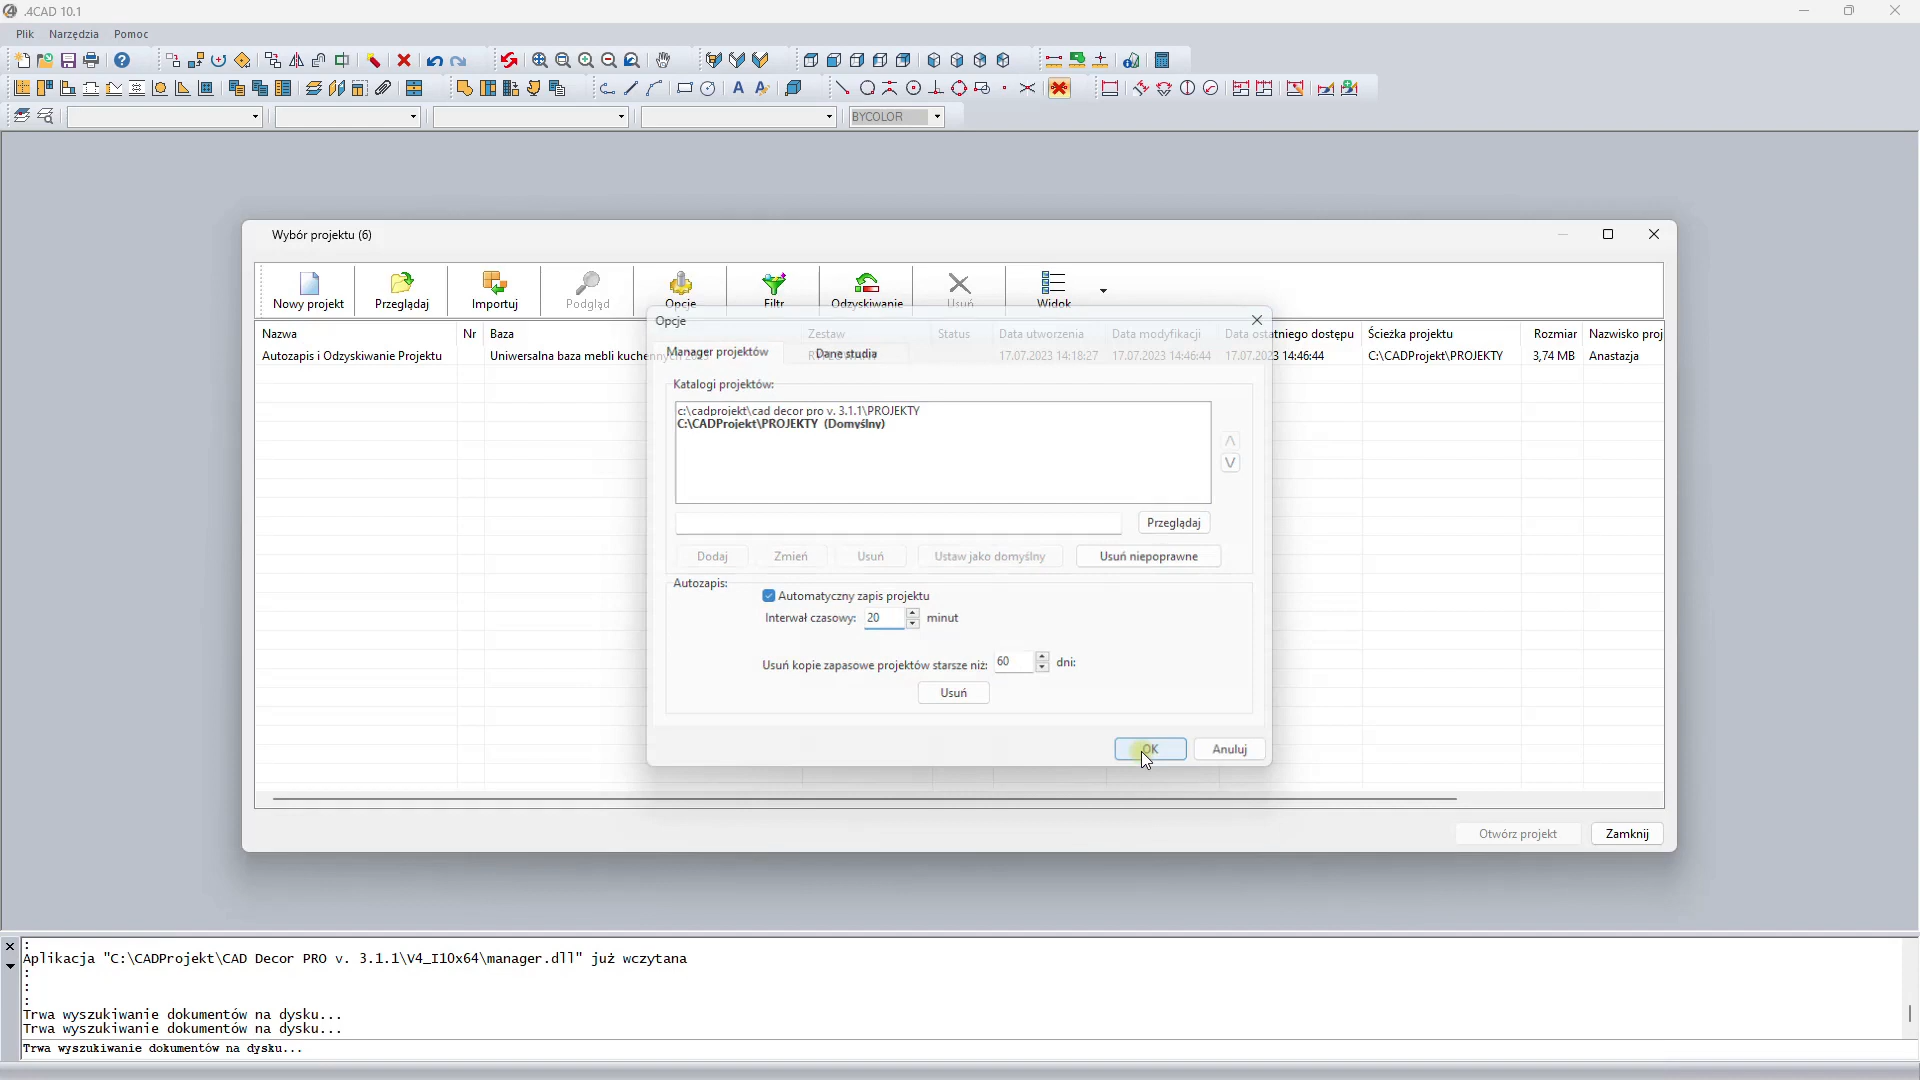 .4CAD 10.1
Plik Narzędzia Pomoc
BYCOLOR
Wybór projektu (6)
Nowy projekt Przeglądaj Importuj Podgląd Opcje Filtr Odzyskiwanie Usuń Widok
Nazwa Nr Baza Zestaw Status Data utworzenia Data modyfikacji Data ostatniego dostępu Ścieżka projektu Rozmiar Nazwisko proj
Autozapis i Odzyskiwanie Projektu Uniwersalna baza mebli kuchennych 17.07.2023 14:18:27 17.07.2023 14:46:44 17.07.2023 14:46:44 C:\CADProjekt\PROJEKTY 3,74 MB Anastazja
Opcje
Manager projektów Dane studia
Katalogi projektów:
c:\cadprojekt\cad decor pro v. 3.1.1\PROJEKTY
C:\CADProjekt\PROJEKTY (Domyślny)
Przeglądaj
Dodaj Zmień Usuń Ustaw jako domyślny Usuń niepoprawne
Autozapis:
Automatyczny zapis projektu
Interwał czasowy: 20 minut
Usuń kopie zapasowe projektów starsze niż: 60 dni:
Usuń
OK Anuluj
Otwórz projekt Zamknij
:
Aplikacja "C:\CADProjekt\CAD Decor PRO v. 3.1.1\V4_I10x64\manager.dll" już wczytana
:
:
:
Trwa wyszukiwanie dokumentów na dysku...
Trwa wyszukiwanie dokumentów na dysku...
Trwa wyszukiwanie dokumentów na dysku...